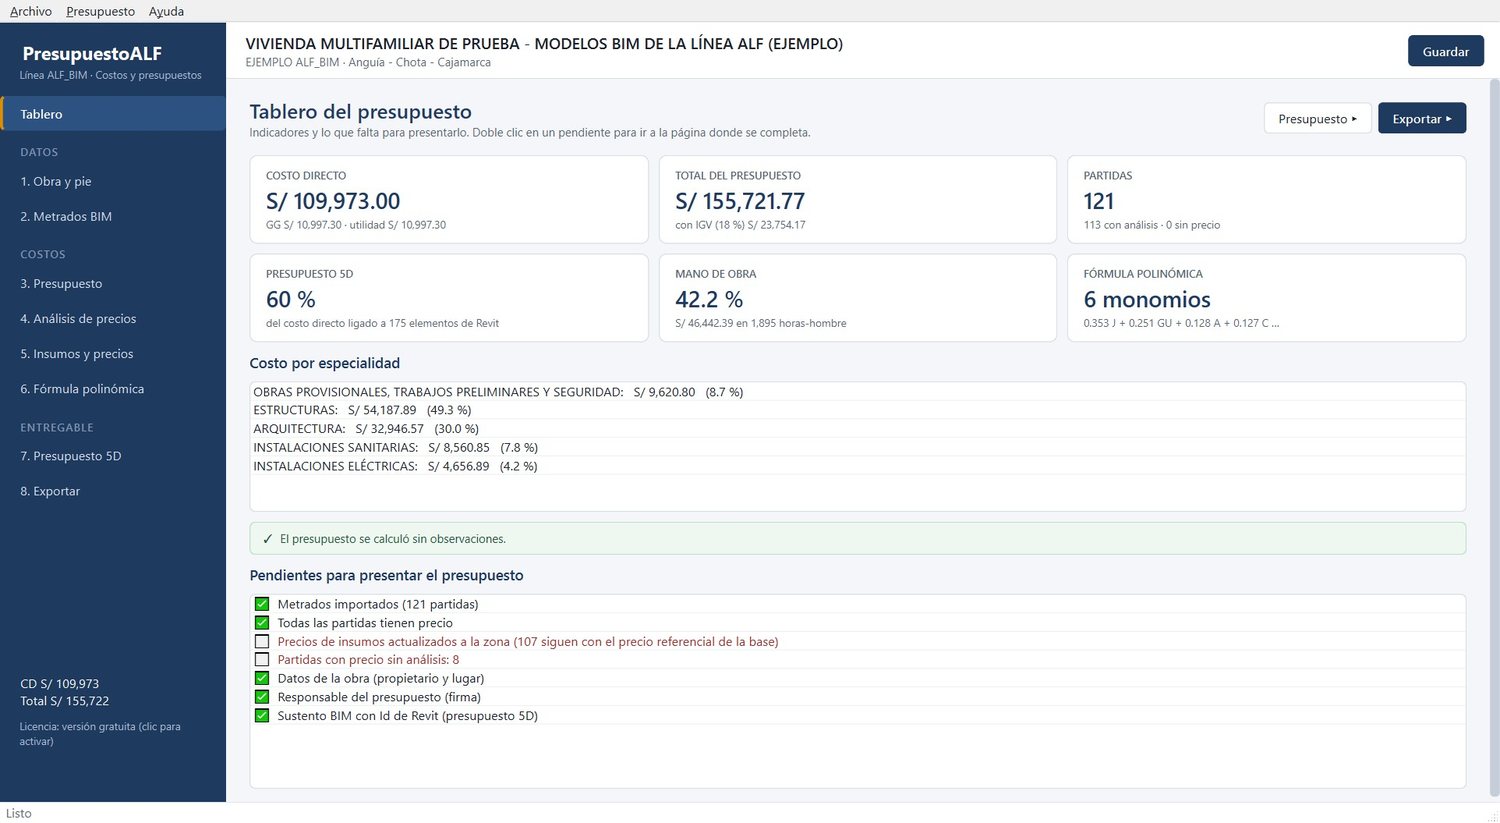 Archivo Presupuesto Ayuda
PresupuestoALF
Línea ALF_BIM · Costos y presupuestos
Tablero
DATOS
1. Obra y pie
2. Metrados BIM
COSTOS
3. Presupuesto
4. Análisis de precios
5. Insumos y precios
6. Fórmula polinómica
ENTREGABLE
7. Presupuesto 5D
8. Exportar
CD S/ 109,973
Total S/ 155,722
Licencia: versión gratuita (clic para
activar)
VIVIENDA MULTIFAMILIAR DE PRUEBA - MODELOS BIM DE LA LÍNEA ALF (EJEMPLO)
EJEMPLO ALF_BIM · Anguía - Chota - Cajamarca
Guardar
Tablero del presupuesto
Indicadores y lo que falta para presentarlo. Doble clic en un pendiente para ir a la página donde se completa.
Presupuesto ▸
Exportar ▸
COSTO DIRECTO
S/ 109,973.00
GG S/ 10,997.30 · utilidad S/ 10,997.30
TOTAL DEL PRESUPUESTO
S/ 155,721.77
con IGV (18 %) S/ 23,754.17
PARTIDAS
121
113 con análisis · 0 sin precio
PRESUPUESTO 5D
60 %
del costo directo ligado a 175 elementos de Revit
MANO DE OBRA
42.2 %
S/ 46,442.39 en 1,895 horas-hombre
FÓRMULA POLINÓMICA
6 monomios
0.353 J + 0.251 GU + 0.128 A + 0.127 C ...
Costo por especialidad
OBRAS PROVISIONALES, TRABAJOS PRELIMINARES Y SEGURIDAD: S/ 9,620.80 (8.7 %)
ESTRUCTURAS: S/ 54,187.89 (49.3 %)
ARQUITECTURA: S/ 32,946.57 (30.0 %)
INSTALACIONES SANITARIAS: S/ 8,560.85 (7.8 %)
INSTALACIONES ELÉCTRICAS: S/ 4,656.89 (4.2 %)
✓ El presupuesto se calculó sin observaciones.
Pendientes para presentar el presupuesto
✅ Metrados importados (121 partidas)
✅ Todas las partidas tienen precio
☐ Precios de insumos actualizados a la zona (107 siguen con el precio referencial de la base)
☐ Partidas con precio sin análisis: 8
✅ Datos de la obra (propietario y lugar)
✅ Responsable del presupuesto (firma)
✅ Sustento BIM con Id de Revit (presupuesto 5D)
Listo